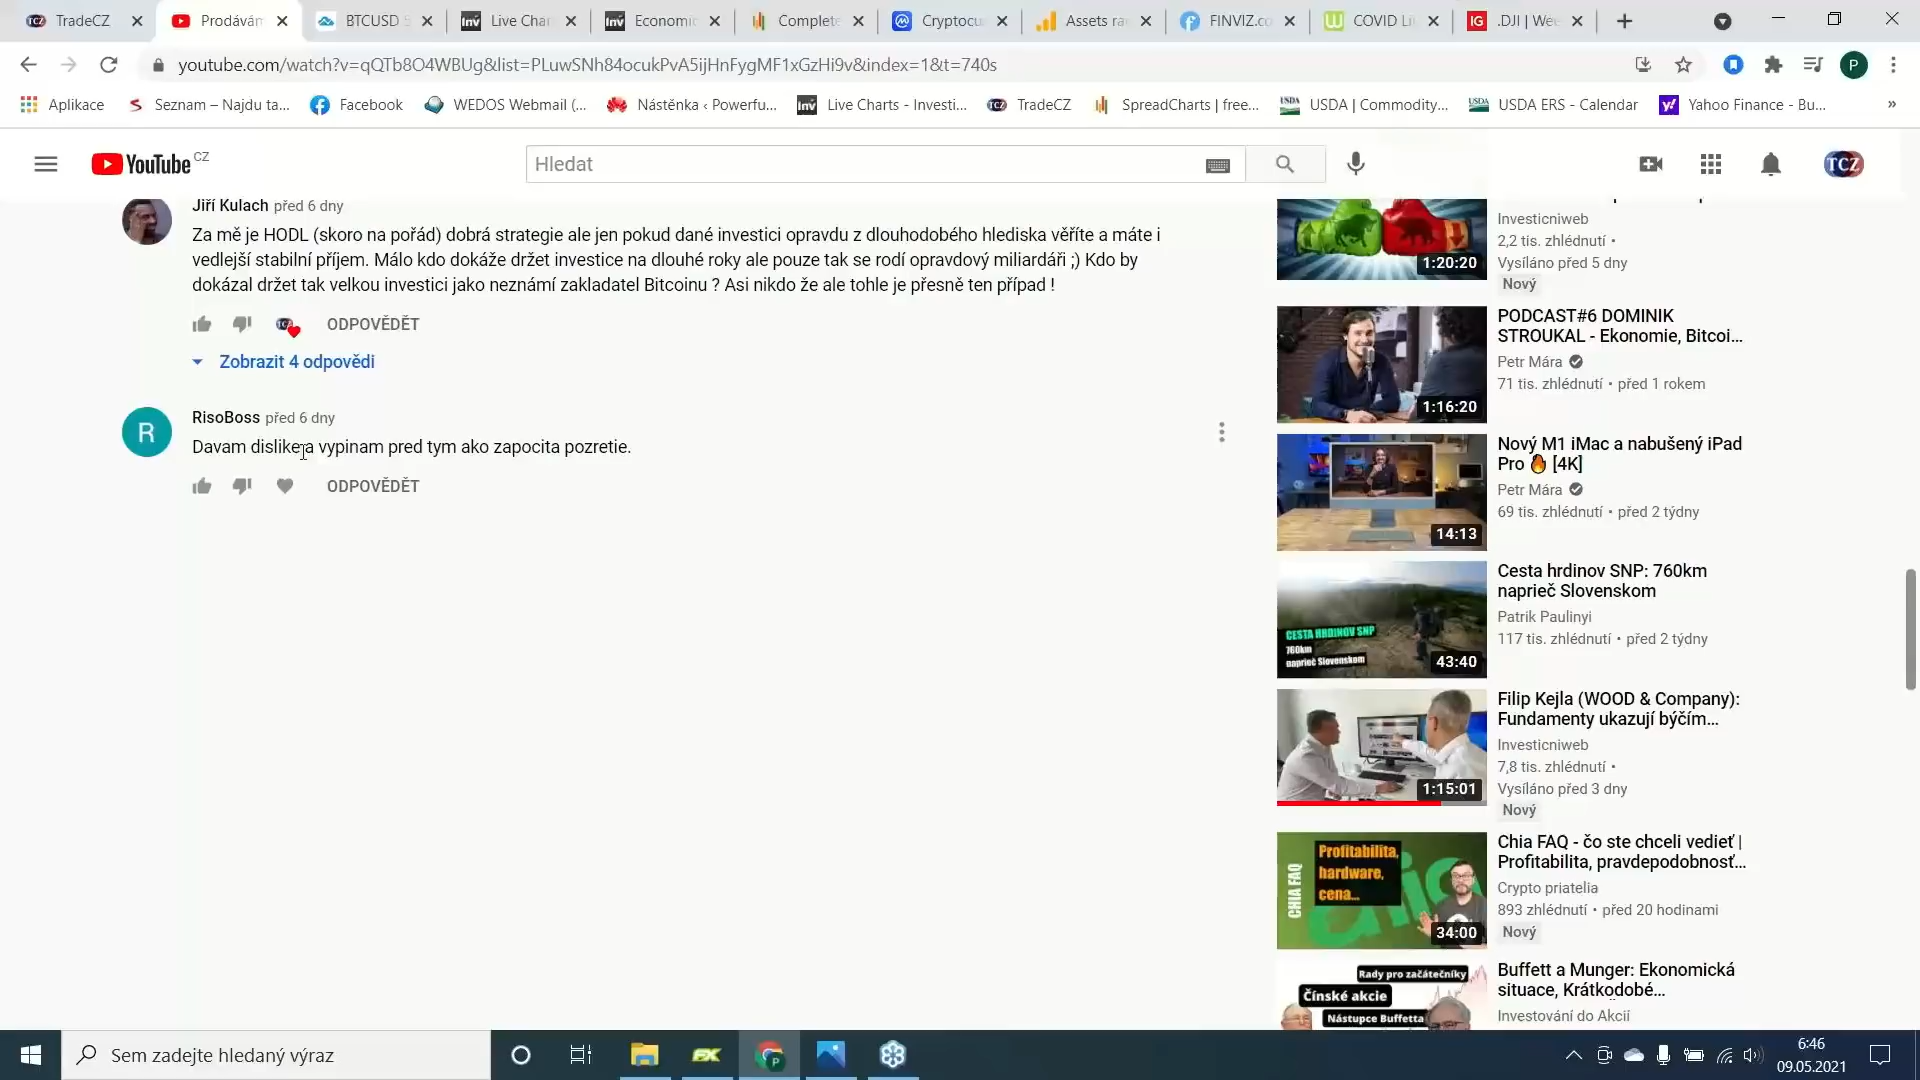 TradeCZ
Prodávám
BTCUSD
Live Cha
Economic
Complete
Cryptocu
Assets ra
FINVIZ.co
COVID Li
.DJI | We
youtube.com/watch?v=qQTb8O4WBUg&list=PLuwSNh84ocukPvA5ijHnFygMF1xGzHi9v&index=1&t=740s
P
Aplikace
Seznam – Najdu ta...
Facebook
WEDOS Webmail (...
Nástěnka ‹ Powerfu...
Live Charts - Investi...
TradeCZ
SpreadCharts | free...
USDA | Commodity...
USDA ERS - Calendar
Yahoo Finance - Bu...
»
YouTube CZ
Hledat
TCZ
Jiří Kulach před 6 dny
Za mě je HODL (skoro na pořád) dobrá strategie ale jen pokud dané investici opravdu z dlouhodobého hlediska věříte a máte i
vedlejší stabilní příjem. Málo kdo dokáže držet investice na dlouhé roky ale pouze tak se rodí opravdový miliardáři ;) Kdo by
dokázal držet tak velkou investici jako neznámí zakladatel Bitcoinu ? Asi nikdo že ale tohle je přesně ten případ !
ODPOVĚDĚT
Zobrazit 4 odpovědi
R
RisoBoss před 6 dny
Davam dislike a vypinam pred tym ako zapocita pozretie.
ODPOVĚDĚT
1:20:20
Investicniweb
2,2 tis. zhlédnutí •
Vysíláno před 5 dny
Nový
1:16:20
PODCAST#6 DOMINIK
STROUKAL - Ekonomie, Bitcoi...
Petr Mára
71 tis. zhlédnutí • před 1 rokem
14:13
Nový M1 iMac a nabušený iPad
Pro 🔥 [4K]
Petr Mára
69 tis. zhlédnutí • před 2 týdny
CESTA HRDINOV SNP
760km
naprieč Slovenskom
43:40
Cesta hrdinov SNP: 760km
naprieč Slovenskom
Patrik Paulinyi
117 tis. zhlédnutí • před 2 týdny
1:15:01
Filip Kejla (WOOD & Company):
Fundamenty ukazují býčím...
Investicniweb
7,8 tis. zhlédnutí •
Vysíláno před 3 dny
Nový
CHIA FAQ
Profitabilita,
hardware,
cena...
34:00
Chia FAQ - čo ste chceli vedieť |
Profitabilita, pravdepodobnosť...
Crypto priatelia
893 zhlédnutí • před 20 hodinami
Nový
Rady pro začátečníky
Čínské akcie
Nástupce Buffetta
Buffett a Munger: Ekonomická
situace, Krátkodobé...
Investování do Akcií
Sem zadejte hledaný výraz
6:46
09.05.2021